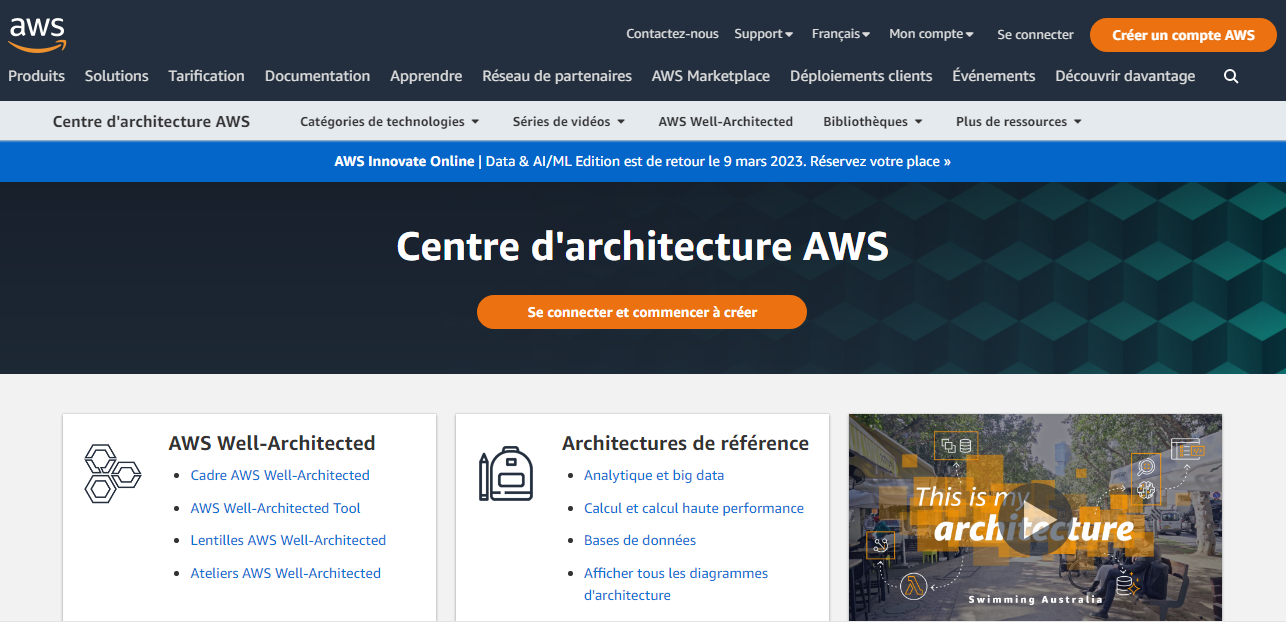 aws
Contactez-nous Support Français Mon compte Se connecter Créer un compte AWS
Produits Solutions Tarification Documentation Apprendre Réseau de partenaires AWS Marketplace Déploiements clients Événements Découvrir davantage
Centre d'architecture AWS Catégories de technologies Séries de vidéos AWS Well-Architected Bibliothèques Plus de ressources
AWS Innovate Online | Data & AI/ML Edition est de retour le 9 mars 2023. Réservez votre place »
Centre d'architecture AWS
Se connecter et commencer à créer
AWS Well-Architected
Cadre AWS Well-Architected
AWS Well-Architected Tool
Lentilles AWS Well-Architected
Ateliers AWS Well-Architected
Architectures de référence
Analytique et big data
Calcul et calcul haute performance
Bases de données
Afficher tous les diagrammes
d'architecture
This is my
architecture
Swimming Australia